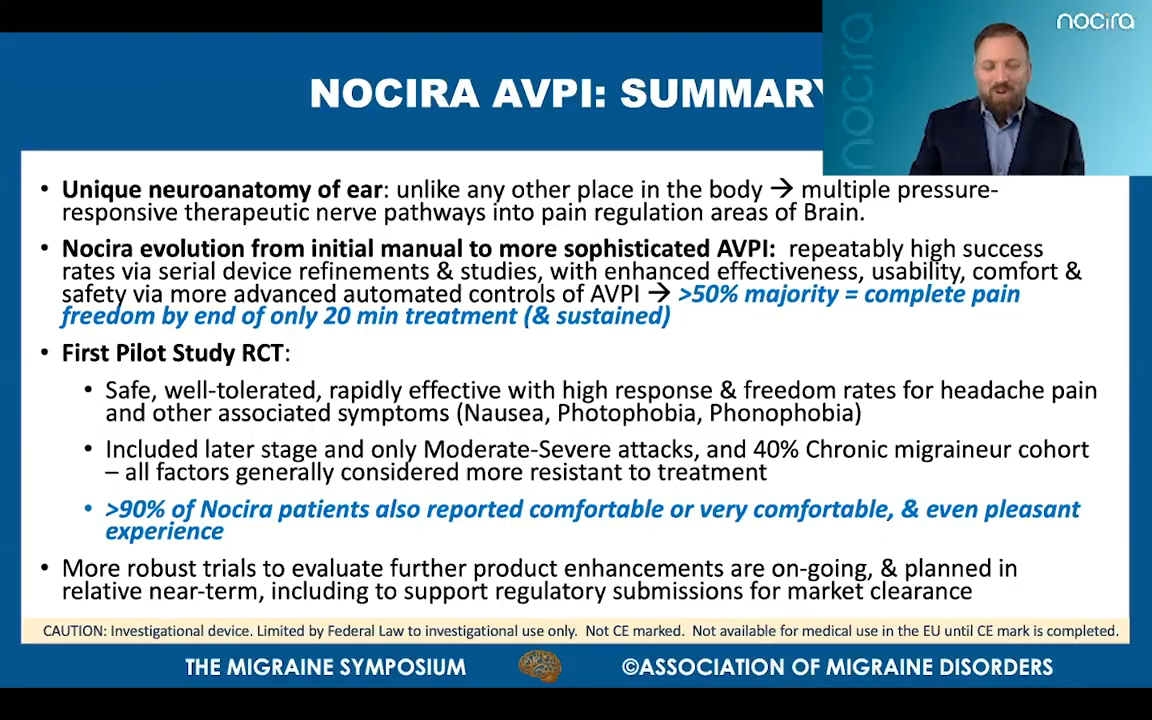 nocira
nocira
NOCIRA AVPI: SUMMARY
• Unique neuroanatomy of ear: unlike any other place in the body → multiple pressure-
responsive therapeutic nerve pathways into pain regulation areas of Brain.
• Nocira evolution from initial manual to more sophisticated AVPI: repeatably high success
rates via serial device refinements & studies, with enhanced effectiveness, usability, comfort &
safety via more advanced automated controls of AVPI → >50% majority = complete pain
freedom by end of only 20 min treatment (& sustained)
• First Pilot Study RCT:
• Safe, well-tolerated, rapidly effective with high response & freedom rates for headache pain
and other associated symptoms (Nausea, Photophobia, Phonophobia)
• Included later stage and only Moderate-Severe attacks, and 40% Chronic migraineur cohort
– all factors generally considered more resistant to treatment
• >90% of Nocira patients also reported comfortable or very comfortable, & even pleasant
experience
• More robust trials to evaluate further product enhancements are on-going, & planned in
relative near-term, including to support regulatory submissions for market clearance
CAUTION: Investigational device. Limited by Federal Law to investigational use only. Not CE marked. Not available for medical use in the EU until CE mark is completed.
THE MIGRAINE SYMPOSIUM
©ASSOCIATION OF MIGRAINE DISORDERS